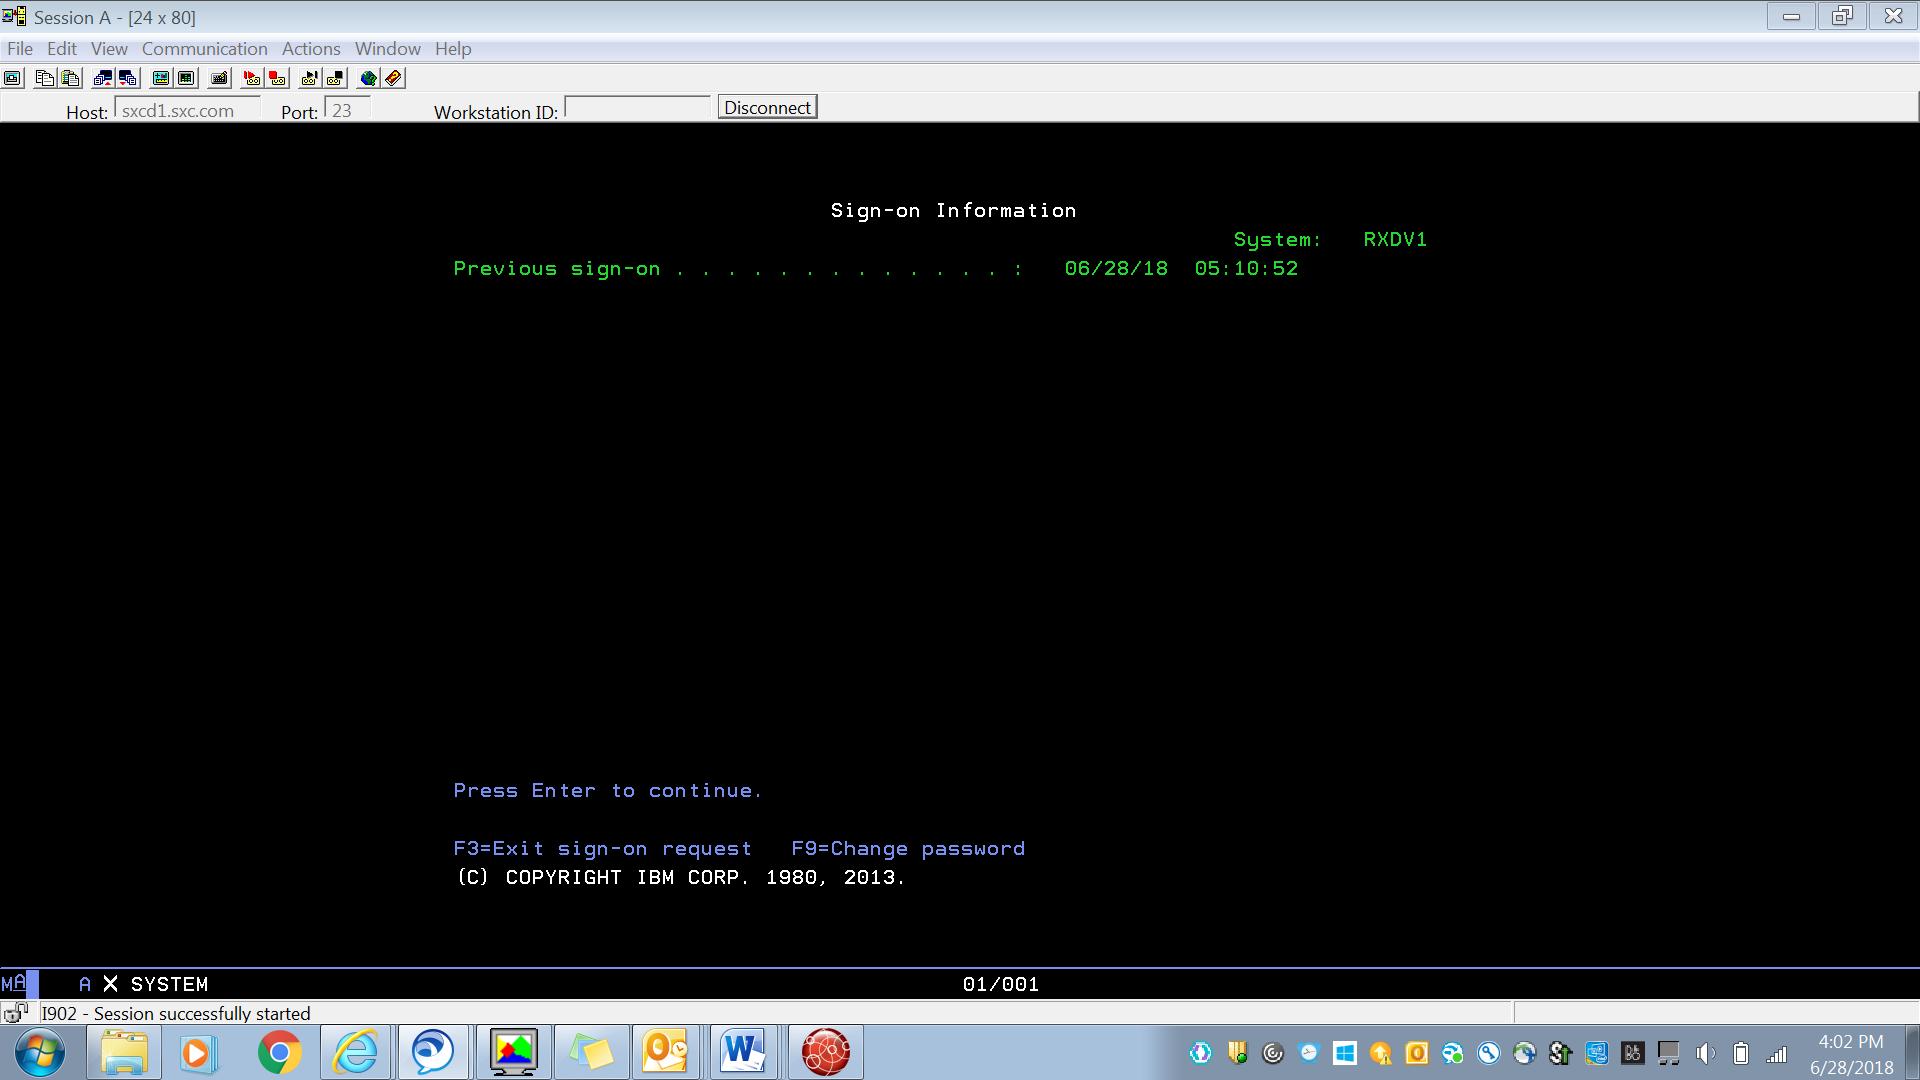 Session A - [24 x 80]
File Edit View Communication Actions Window Help
Host: sxcd1.sxc.com Port: 23 Workstation ID: Disconnect
Sign-on Information
System: RXDV1
Previous sign-on . . . . . . . . . . . . . : 06/28/18 05:10:52
Press Enter to continue.
F3=Exit sign-on request F9=Change password
(C) COPYRIGHT IBM CORP. 1980, 2013.
MA A X SYSTEM 01/001
I902 - Session successfully started
4:02 PM
6/28/2018